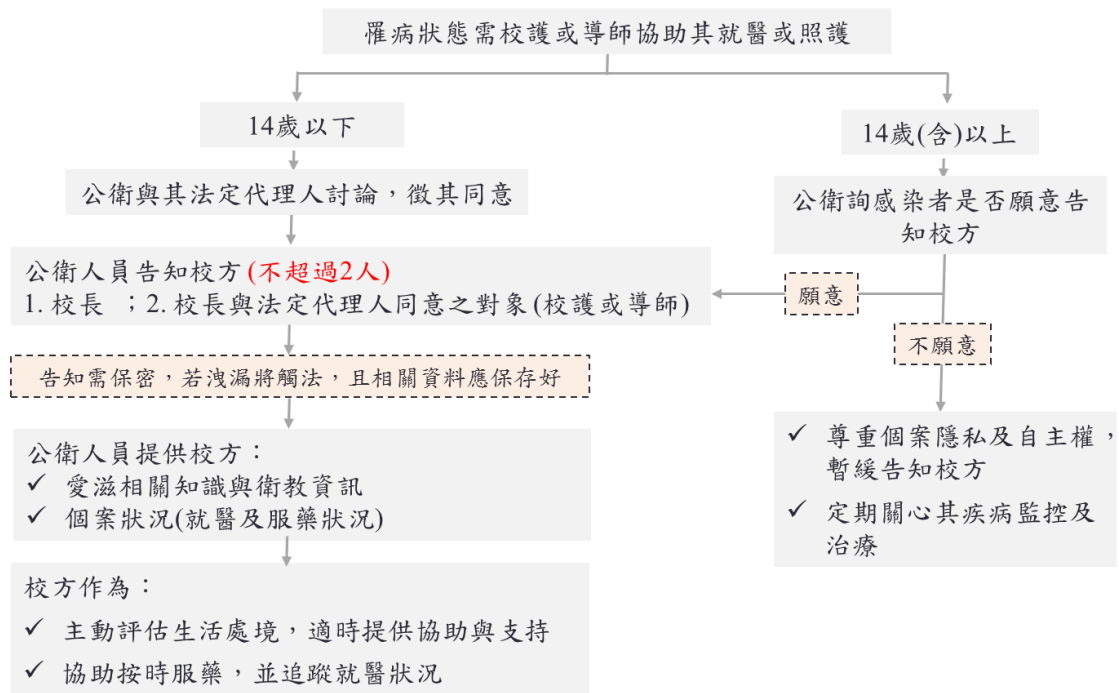 罹病狀態需校護或導師協助其就醫或照護
14歲以下
公衛與其法定代理人討論，徵其同意
公衛人員告知校方(不超過2人)
1. 校長 ；2. 校長與法定代理人同意之對象(校護或導師)
告知需保密，若洩漏將觸法，且相關資料應保存好
公衛人員提供校方：
✓ 愛滋相關知識與衛教資訊
✓ 個案狀況(就醫及服藥狀況)
校方作為：
✓ 主動評估生活處境，適時提供協助與支持
✓ 協助按時服藥，並追蹤就醫狀況
14歲(含)以上
公衛詢感染者是否願意告
知校方
願意
不願意
✓ 尊重個案隱私及自主權，
暫緩告知校方
✓ 定期關心其疾病監控及
治療